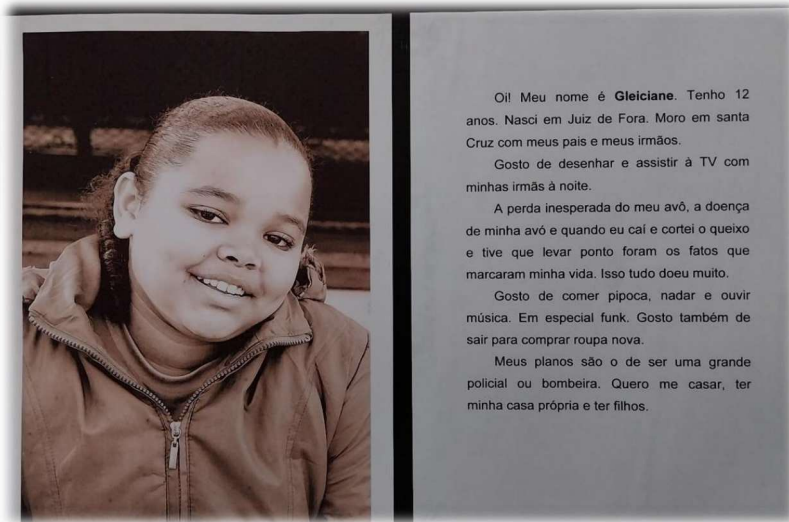 Oi! Meu nome é Gleiciane. Tenho 12
anos. Nasci em Juiz de Fora. Moro em santa
Cruz com meus pais e meus irmãos.
Gosto de desenhar e assistir à TV com
minhas irmãs à noite.
A perda inesperada do meu avô, a doença
de minha avó e quando eu caí e cortei o queixo
e tive que levar ponto foram os fatos que
marcaram minha vida. Isso tudo doeu muito.
Gosto de comer pipoca, nadar e ouvir
música. Em especial funk. Gosto também de
sair para comprar roupa nova.
Meus planos são o de ser uma grande
policial ou bombeira. Quero me casar, ter
minha casa própria e ter filhos.